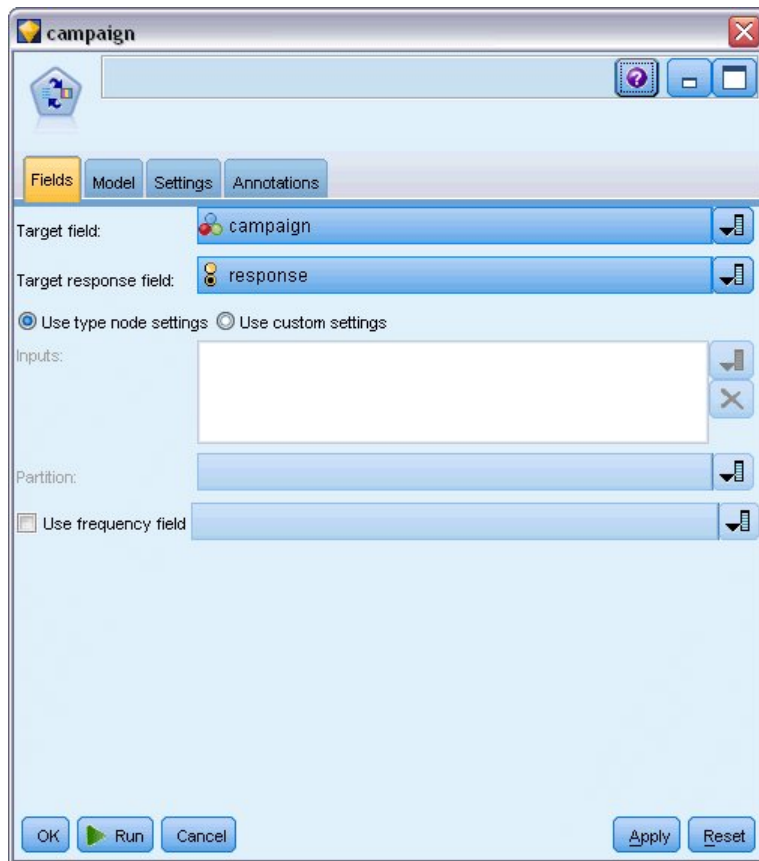 campaign
Fields Model Settings Annotations
Target field: campaign
Target response field: response
Use type node settings Use custom settings
Inputs:
Partition:
Use frequency field
OK Run Cancel Apply Reset